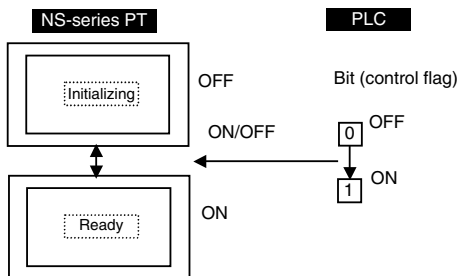 NS-series PT
PLC
Initializing
OFF
Bit (control flag)
ON/OFF
0
OFF
1
ON
Ready
ON